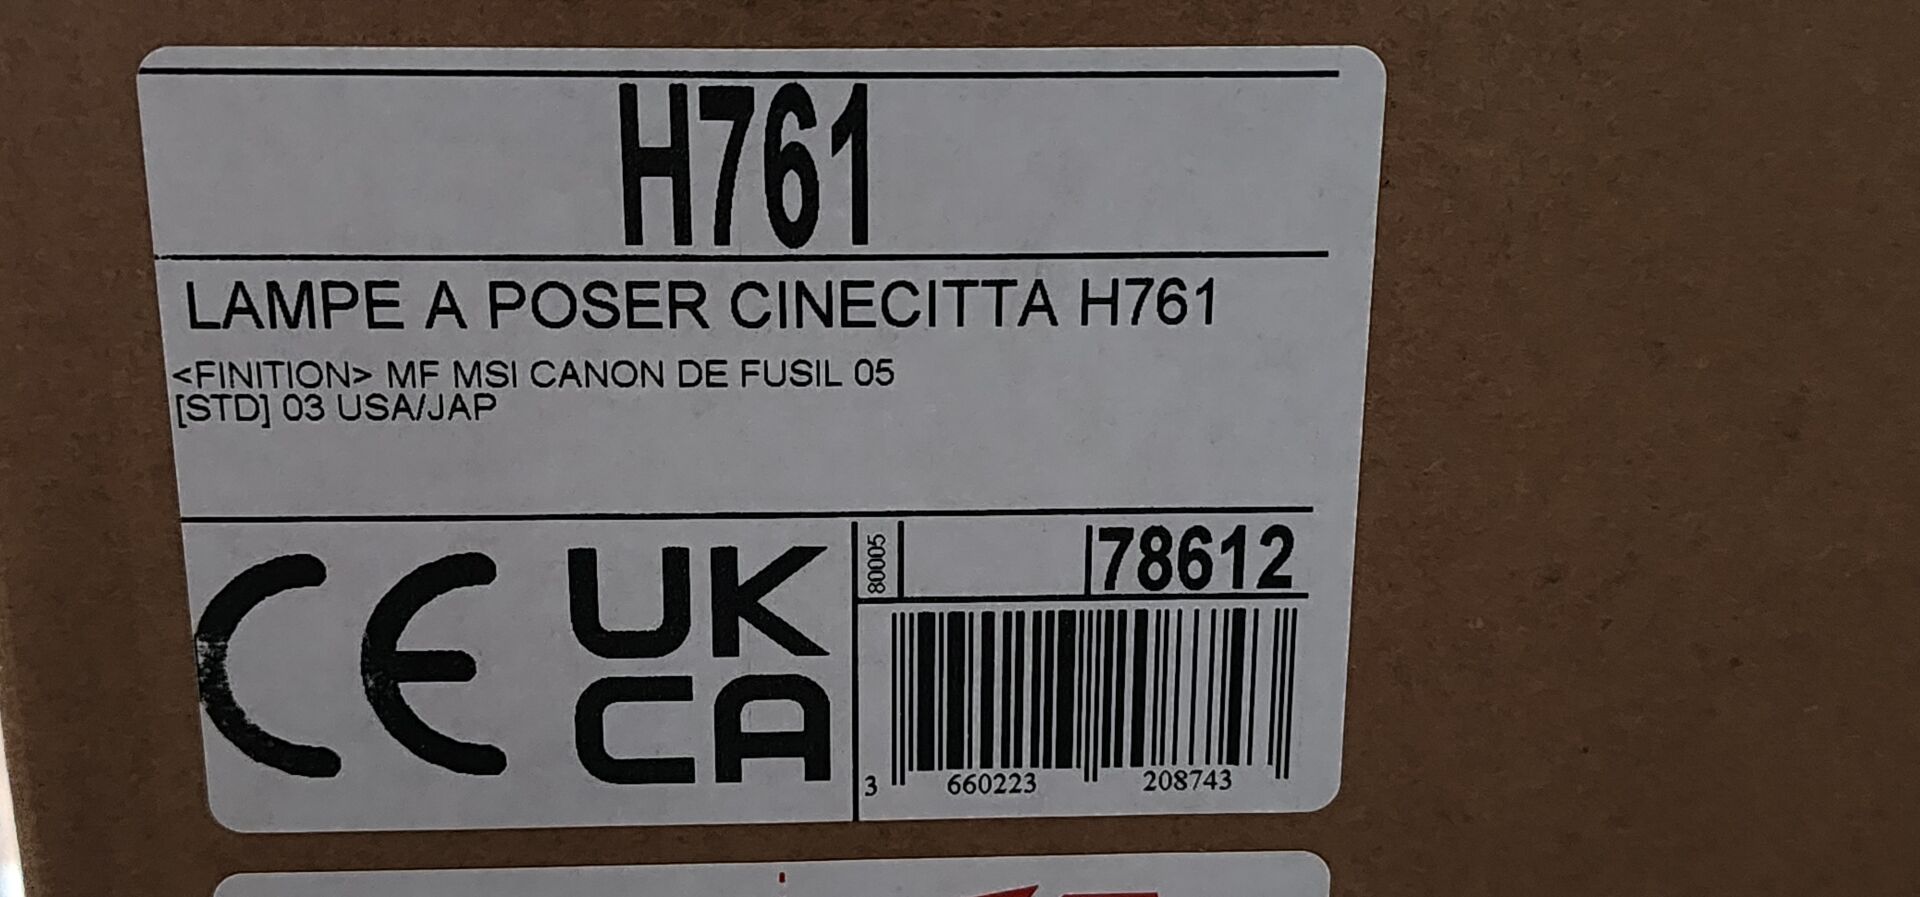 H761
LAMPE A POSER CINECITTA H761
<FINITION> MF MSI CANON DE FUSIL 05
[STD] 03 USA/JAP
CE
UK
CA
80005
78612
3 660223 208743